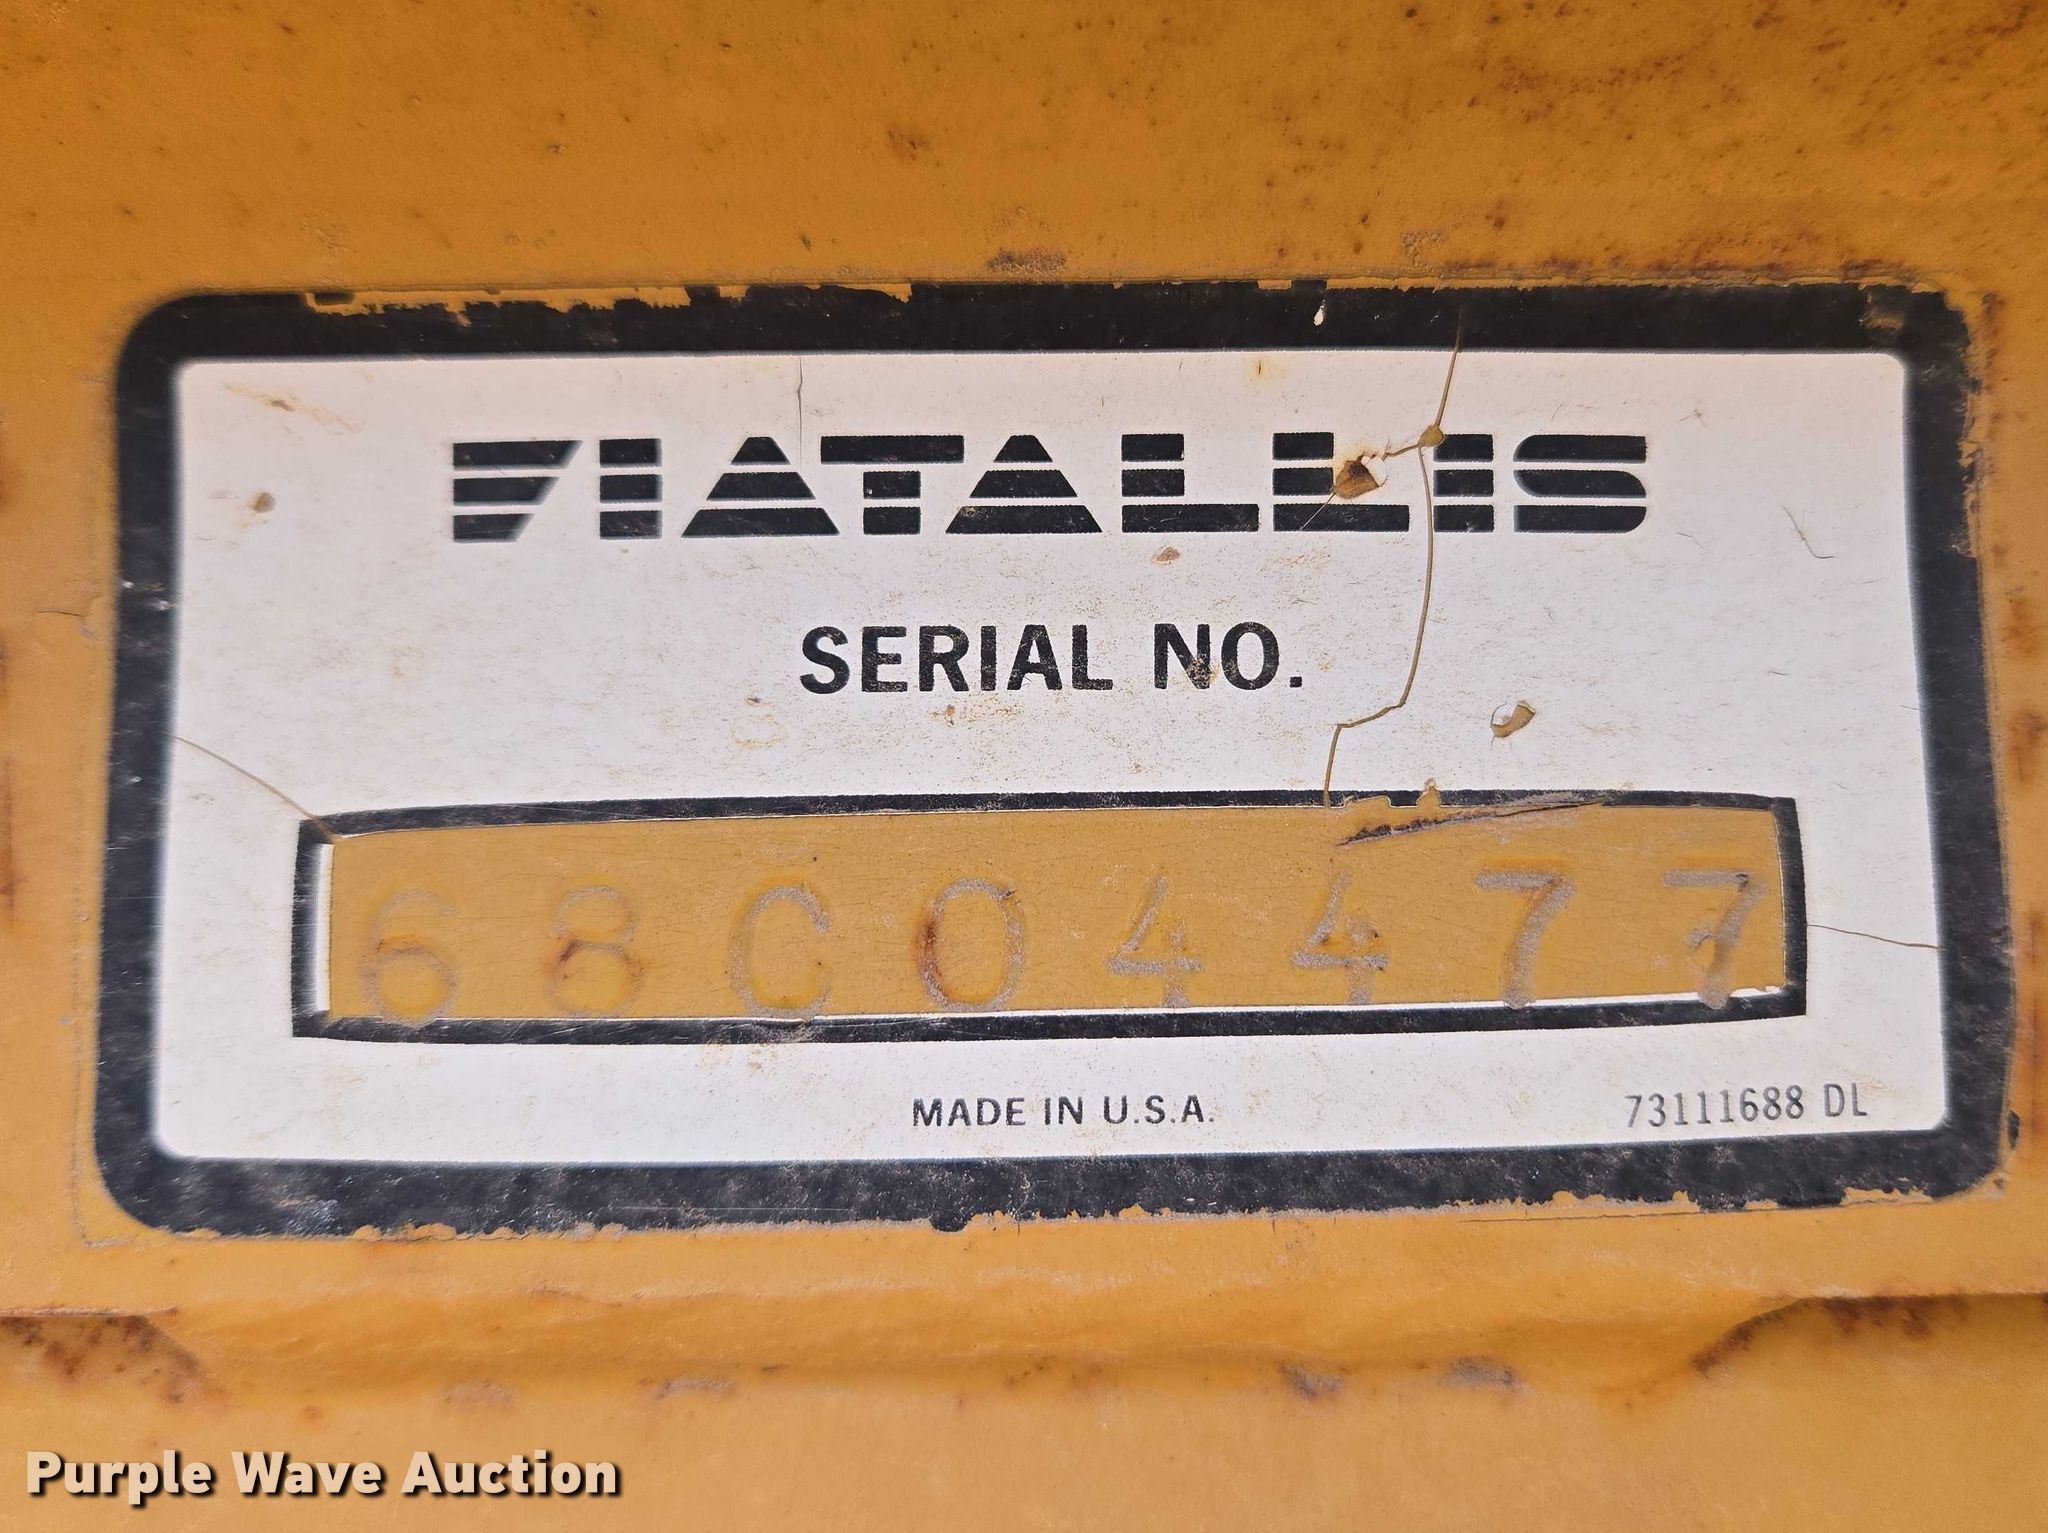 FIATALLIS
SERIAL NO.
68C04477
MADE IN U.S.A.
73111688 DL
Purple Wave Auction